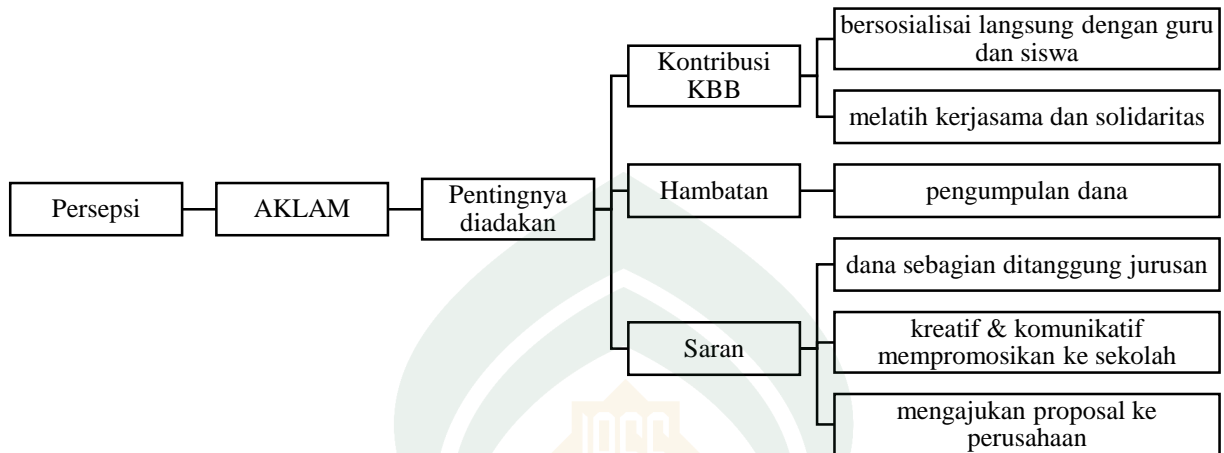 Persepsi
AKLAM
Pentingnya
diadakan
Kontribusi
KBB
bersosialisai langsung dengan guru
dan siswa
melatih kerjasama dan solidaritas
Hambatan
pengumpulan dana
Saran
dana sebagian ditanggung jurusan
kreatif & komunikatif
mempromosikan ke sekolah
mengajukan proposal ke
perusahaan